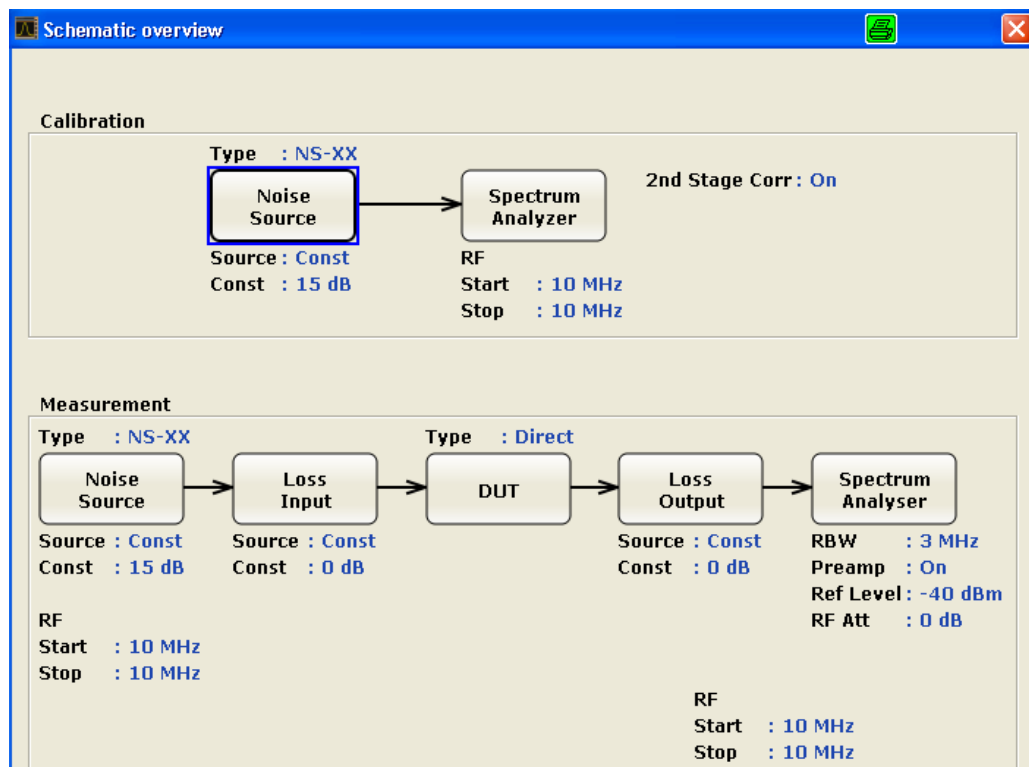 Schematic overview
Calibration
Type : NS-XX
Noise Source
Spectrum Analyzer
2nd Stage Corr : On
Source : Const
RF
Const : 15 dB
Start : 10 MHz
Stop : 10 MHz
Measurement
Type : NS-XX
Type : Direct
Noise Source
Loss Input
DUT
Loss Output
Spectrum Analyser
Source : Const
Source : Const
Source : Const
RBW : 3 MHz
Const : 15 dB
Const : 0 dB
Const : 0 dB
Preamp : On
Ref Level : -40 dBm
RF
RF Att : 0 dB
Start : 10 MHz
Stop : 10 MHz
RF
Start : 10 MHz
Stop : 10 MHz